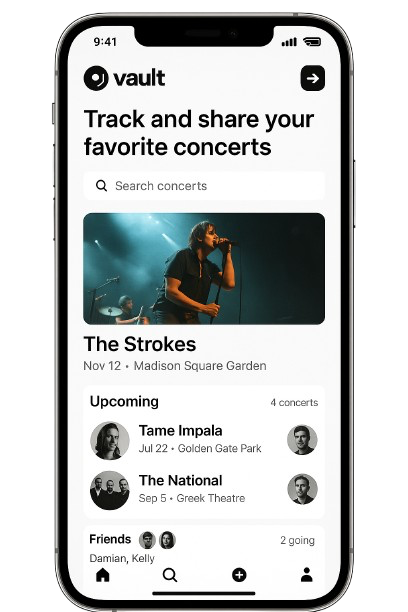 9:41
vault
Track and share your
favorite concerts
Search concerts
The Strokes
Nov 12 • Madison Square Garden
Upcoming
4 concerts
Tame Impala
Jul 22 • Golden Gate Park
The National
Sep 5 • Greek Theatre
Friends
2 going
Damian, Kelly